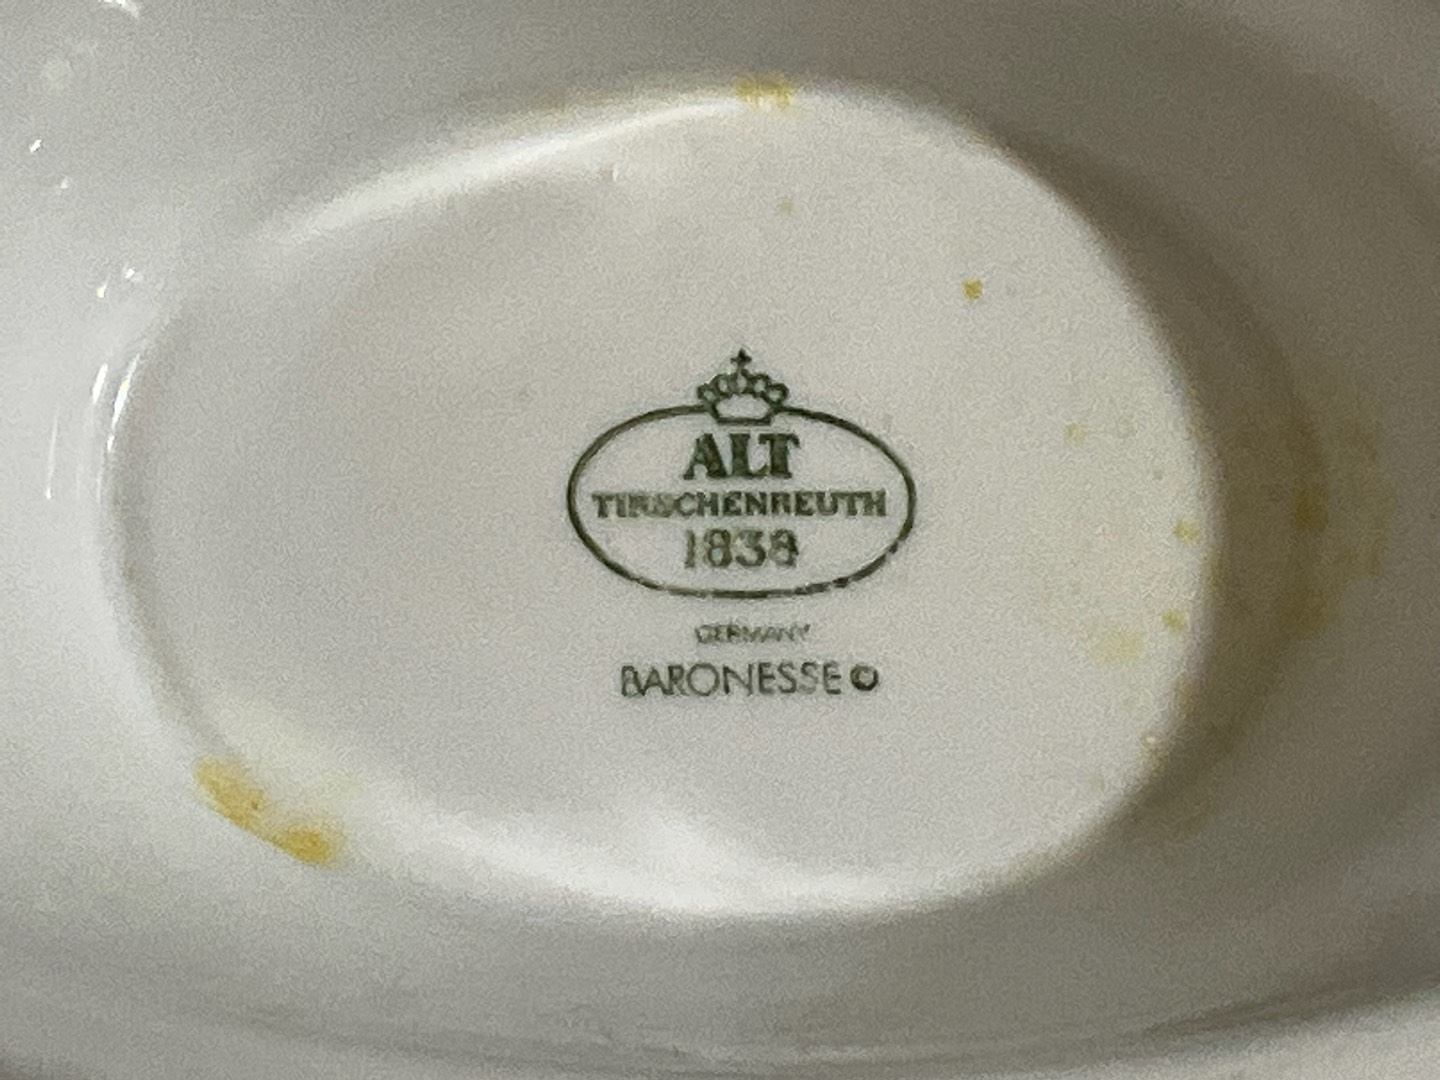 ALT
TIRSCHENREUTH
1838
GERMANY
BARONESSE ©